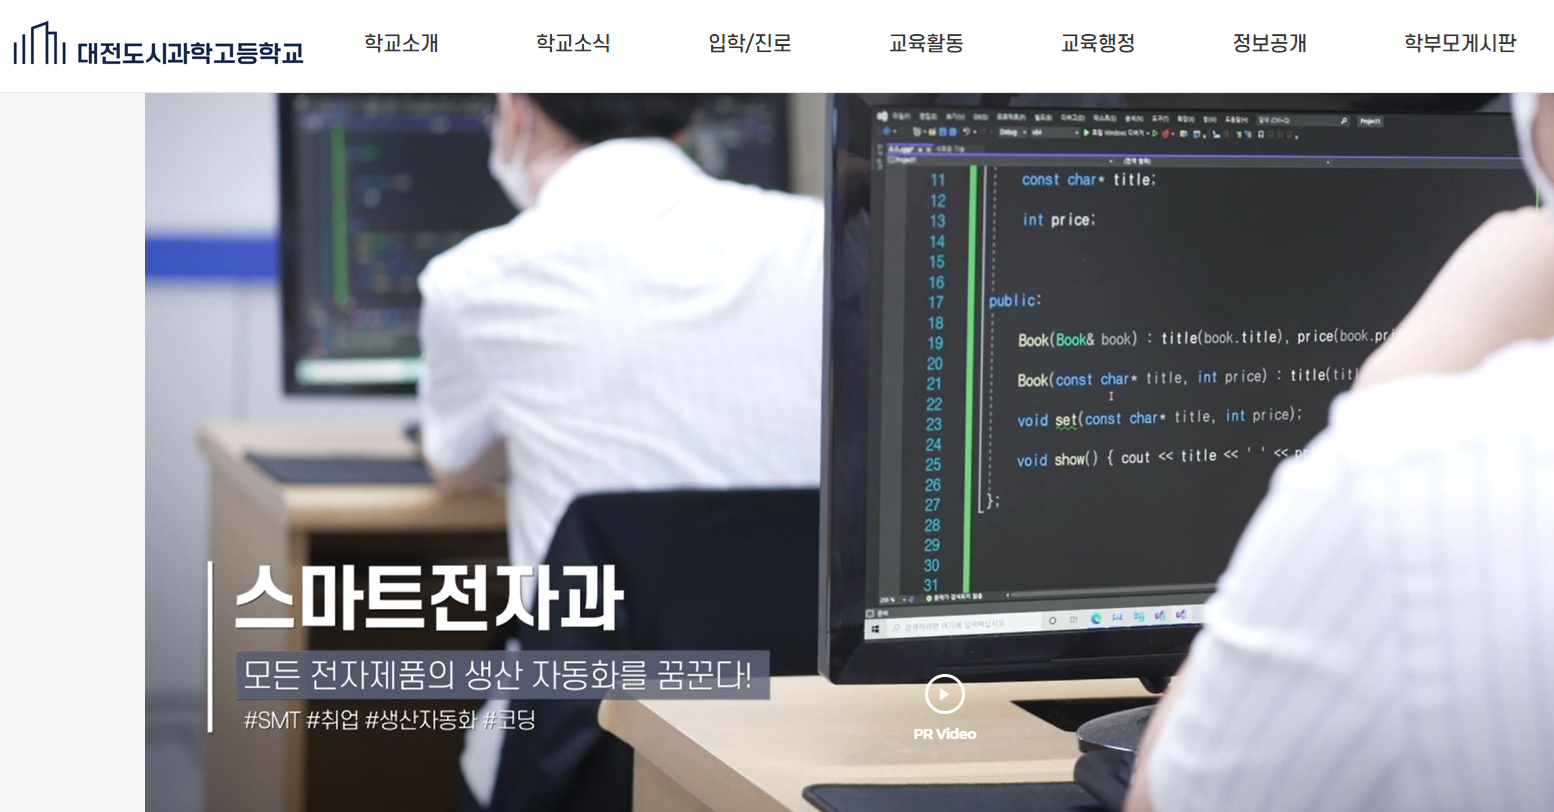 대전도시과학고등학교
학교소개 학교소식 입학/진로 교육활동 교육행정 정보공개 학부모게시판
Project1
11 const char* title;
12
13 int price;
14
15
16
17 public:
18
19 Book(Book& book) : title(book.title), price(book.pri
20
21 Book(const char* title, int price) : title(titl
22
23 void set(const char* title, int price);
24
25 void show() { cout << title << ' ' << pr
26
27 };
28
29
30
31
스마트전자과
모든 전자제품의 생산 자동화를 꿈꾼다!
#SMT #취업 #생산자동화 #코딩
PR Video